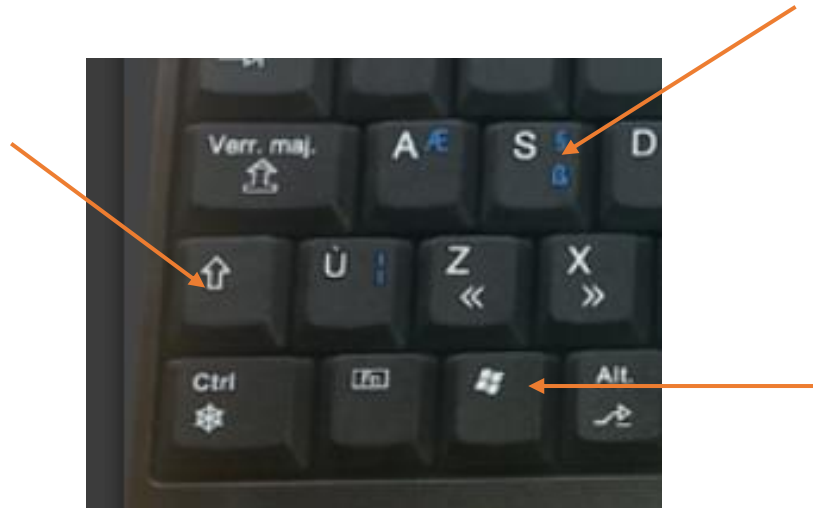 Verr. maj.
A Æ
S §
ß
D
Ù ¦
Z
«
X
»
Ctrl
Fn
Alt.